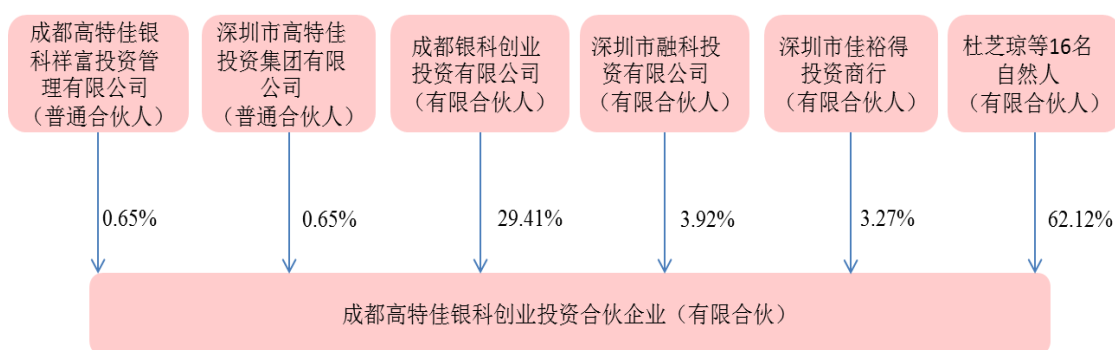 成都高特佳银
科祥富投资管
理有限公司
（普通合伙人）
深圳市高特佳
投资集团有限
公司
（普通合伙人）
成都银科创业
投资有限公司
（有限合伙人）
深圳市融科投
资有限公司
（有限合伙人）
深圳市佳裕得
投资商行
（有限合伙人）
杜芝琼等16名
自然人
（有限合伙人）
0.65%
0.65%
29.41%
3.92%
3.27%
62.12%
成都高特佳银科创业投资合伙企业（有限合伙）